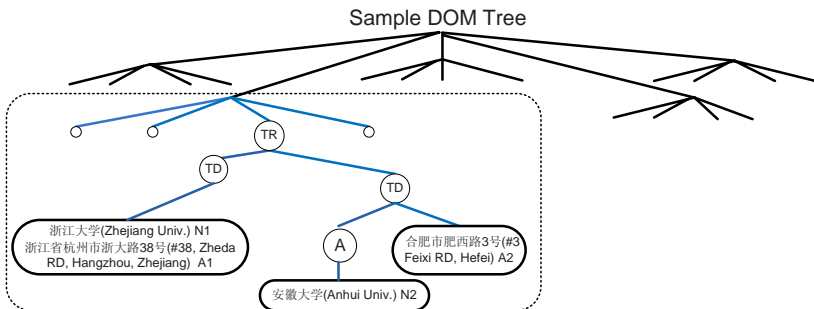 Sample DOM Tree
TR
TD
TD
浙江大学(Zhejiang Univ.) N1
浙江省杭州市浙大路38号(#38, Zheda
RD, Hangzhou, Zhejiang) A1
A
合肥市肥西路3号(#3
Feixi RD, Hefei) A2
安徽大学(Anhui Univ.) N2